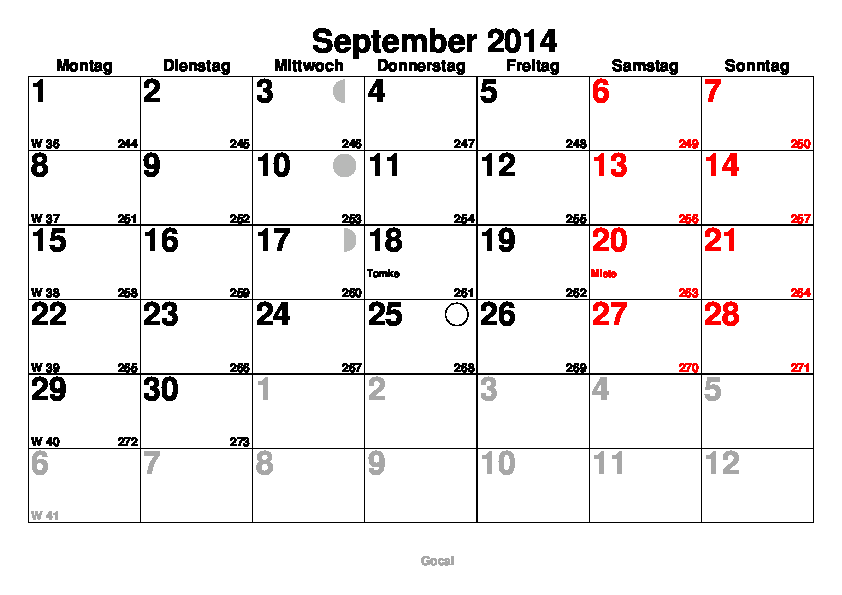 September 2014
Montag Dienstag Mittwoch Donnerstag Freitag Samstag Sonntag
1 2 3 4 5 6 7
W 36 244 245 246 247 248 249 250
8 9 10 11 12 13 14
W 37 251 252 253 254 255 256 257
15 16 17 18 19 20 21
Tomke Miele
W 38 258 259 260 261 262 263 264
22 23 24 25 26 27 28
W 39 265 266 267 268 269 270 271
29 30 1 2 3 4 5
W 40 272 273
6 7 8 9 10 11 12
W 41
Gocal